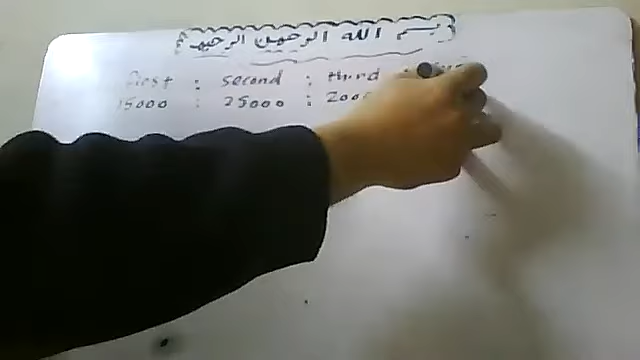 بسم الله الرحمن الرحيم
first : second : third :
15000 : 25000 :